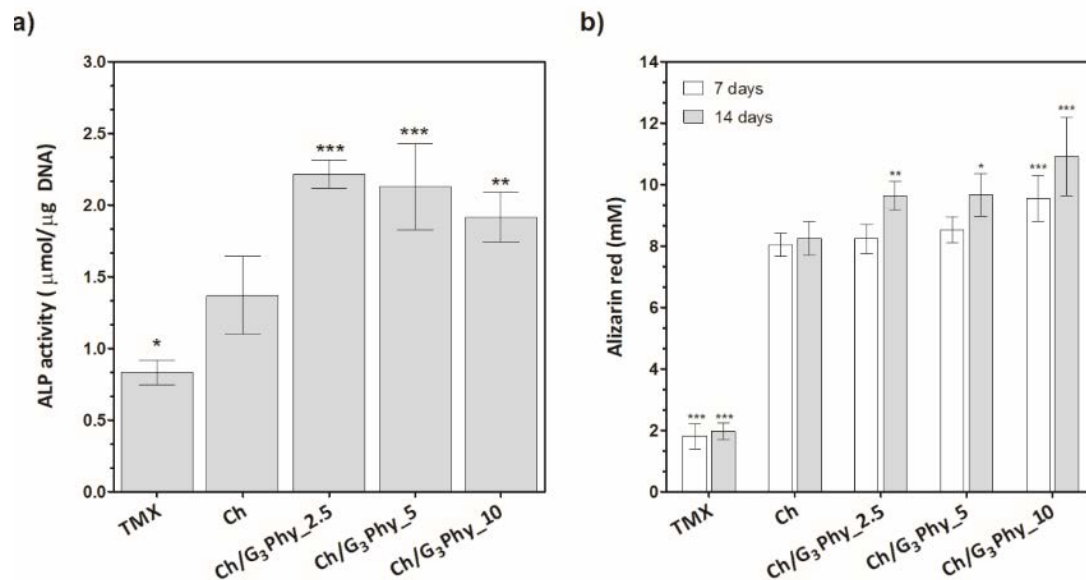 a)
ALP activity ( μmol/μg DNA)
3.0
2.5
2.0
1.5
1.0
0.5
0.0
*
***
***
**
TMX
Ch
Ch/G₃Phy_2.5
Ch/G₃Phy_5
Ch/G₃Phy_10
b)
Alizarin red (mM)
14
12
10
8
6
4
2
0
7 days
14 days
*** ***
**
*
*** ***
TMX
Ch
Ch/G₃Phy_2.5
Ch/G₃Phy_5
Ch/G₃Phy_10